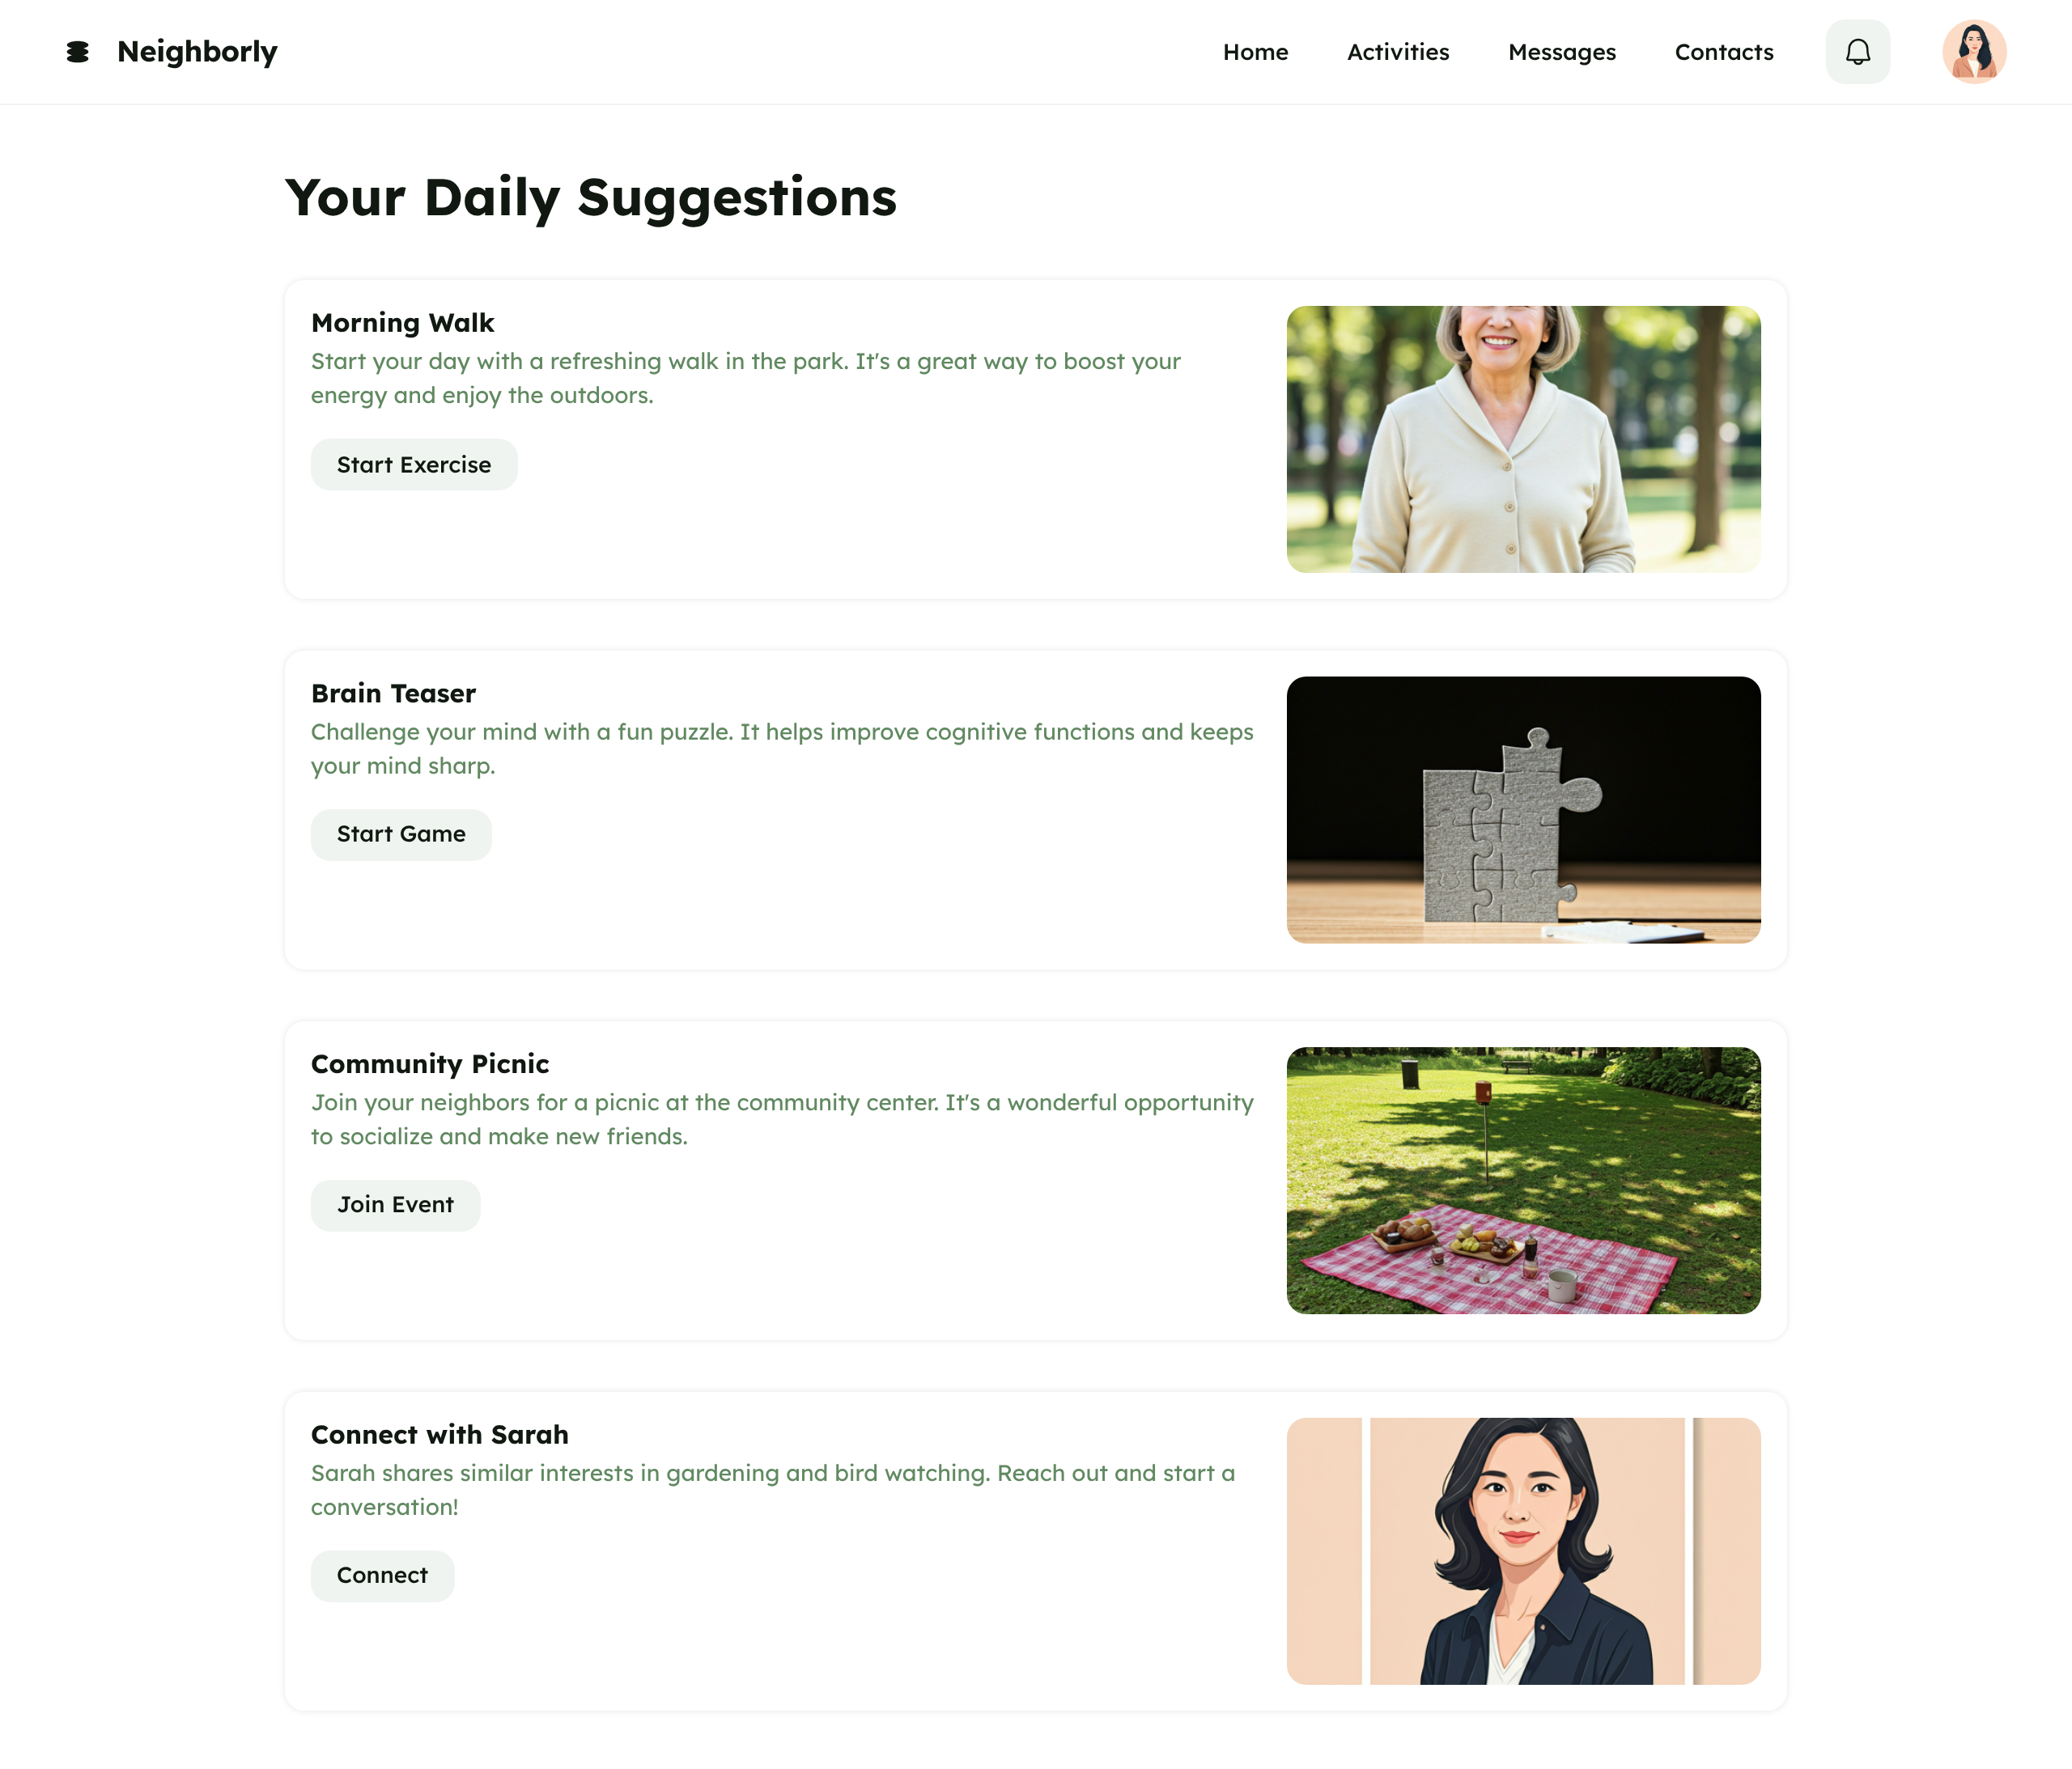 Neighborly
Home Activities Messages Contacts
Your Daily Suggestions
Morning Walk
Start your day with a refreshing walk in the park. It's a great way to boost your
energy and enjoy the outdoors.
Start Exercise
Brain Teaser
Challenge your mind with a fun puzzle. It helps improve cognitive functions and keeps
your mind sharp.
Start Game
Community Picnic
Join your neighbors for a picnic at the community center. It's a wonderful opportunity
to socialize and make new friends.
Join Event
Connect with Sarah
Sarah shares similar interests in gardening and bird watching. Reach out and start a
conversation!
Connect